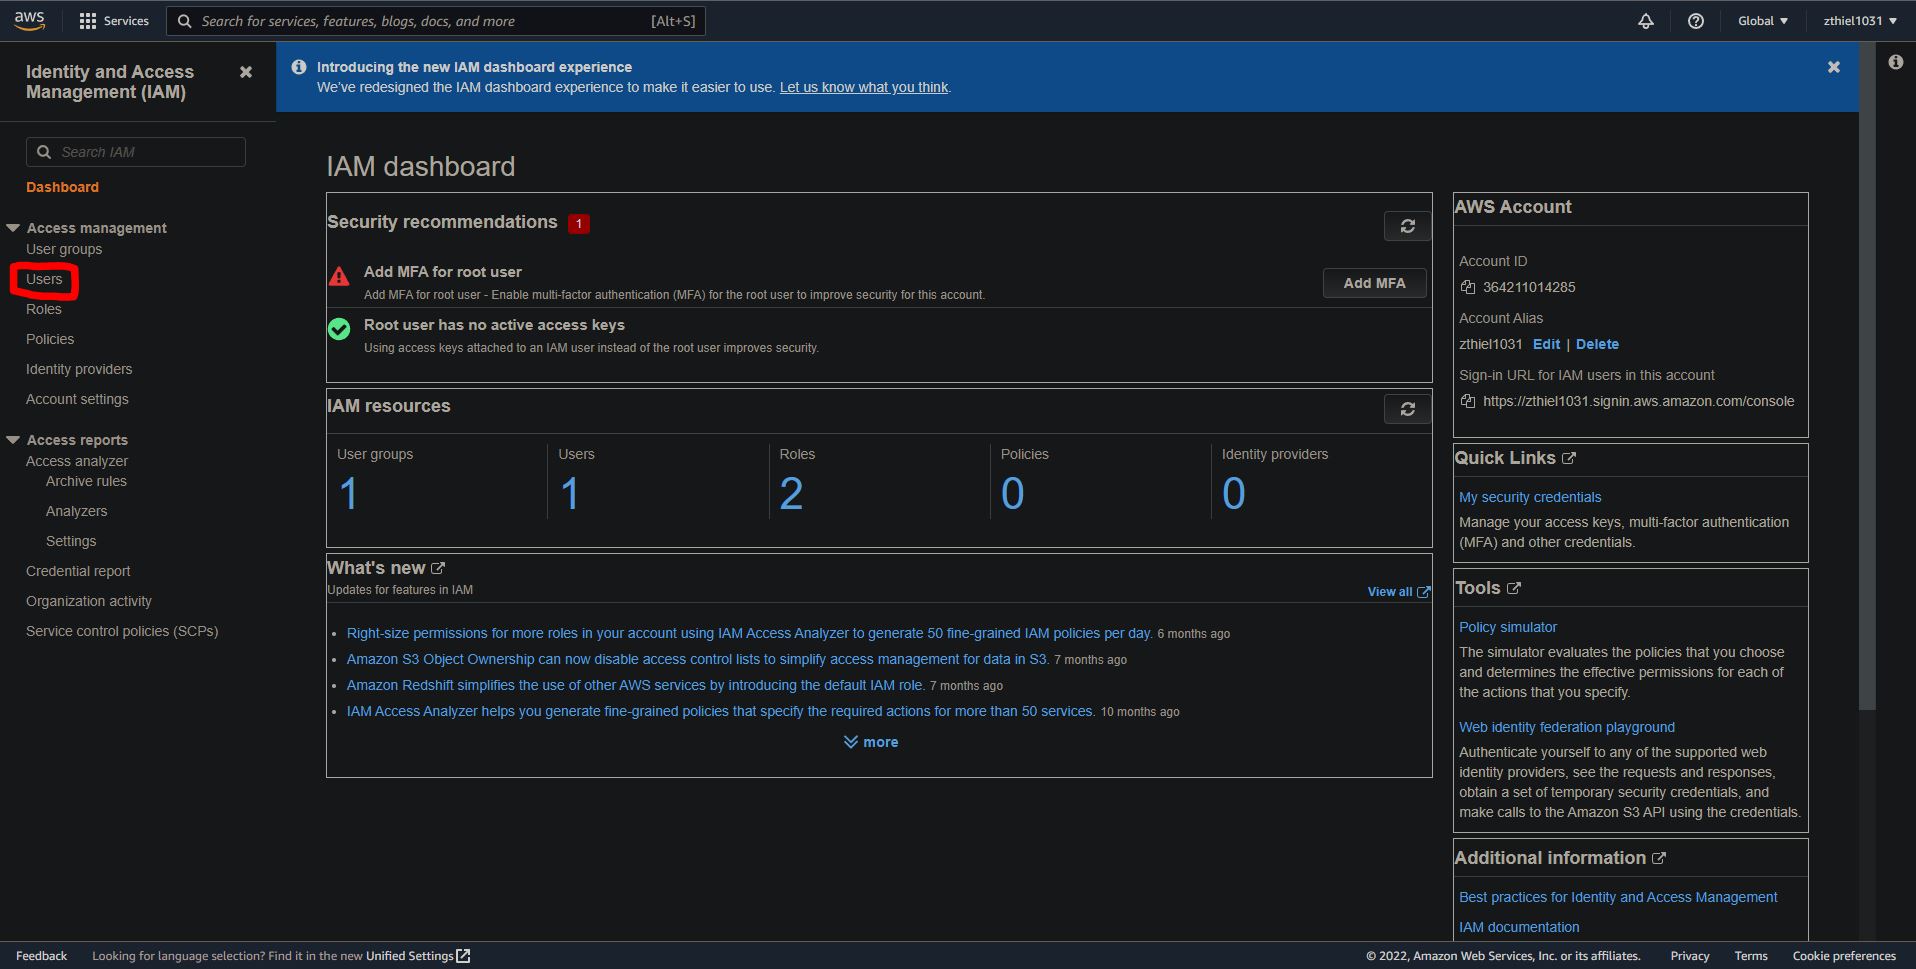 aws
Services
Search for services, features, blogs, docs, and more
[Alt+S]
Global
zthiel1031
Identity and Access
Management (IAM)
Search IAM
Dashboard
Access management
User groups
Users
Roles
Policies
Identity providers
Account settings
Access reports
Access analyzer
Archive rules
Analyzers
Settings
Credential report
Organization activity
Service control policies (SCPs)
Introducing the new IAM dashboard experience
We've redesigned the IAM dashboard experience to make it easier to use. Let us know what you think.
IAM dashboard
Security recommendations 1
Add MFA for root user
Add MFA for root user - Enable multi-factor authentication (MFA) for the root user to improve security for this account.
Add MFA
Root user has no active access keys
Using access keys attached to an IAM user instead of the root user improves security.
IAM resources
User groups
1
Users
1
Roles
2
Policies
0
Identity providers
0
What's new
Updates for features in IAM
View all
Right-size permissions for more roles in your account using IAM Access Analyzer to generate 50 fine-grained IAM policies per day. 6 months ago
Amazon S3 Object Ownership can now disable access control lists to simplify access management for data in S3. 7 months ago
Amazon Redshift simplifies the use of other AWS services by introducing the default IAM role. 7 months ago
IAM Access Analyzer helps you generate fine-grained policies that specify the required actions for more than 50 services. 10 months ago
more
AWS Account
Account ID
364211014285
Account Alias
zthiel1031 Edit | Delete
Sign-in URL for IAM users in this account
https://zthiel1031.signin.aws.amazon.com/console
Quick Links
My security credentials
Manage your access keys, multi-factor authentication
(MFA) and other credentials.
Tools
Policy simulator
The simulator evaluates the policies that you choose
and determines the effective permissions for each of
the actions that you specify.
Web identity federation playground
Authenticate yourself to any of the supported web
identity providers, see the requests and responses,
obtain a set of temporary security credentials, and
make calls to the Amazon S3 API using the credentials.
Additional information
Best practices for Identity and Access Management
IAM documentation
Feedback
Looking for language selection? Find it in the new Unified Settings
© 2022, Amazon Web Services, Inc. or its affiliates.
Privacy
Terms
Cookie preferences